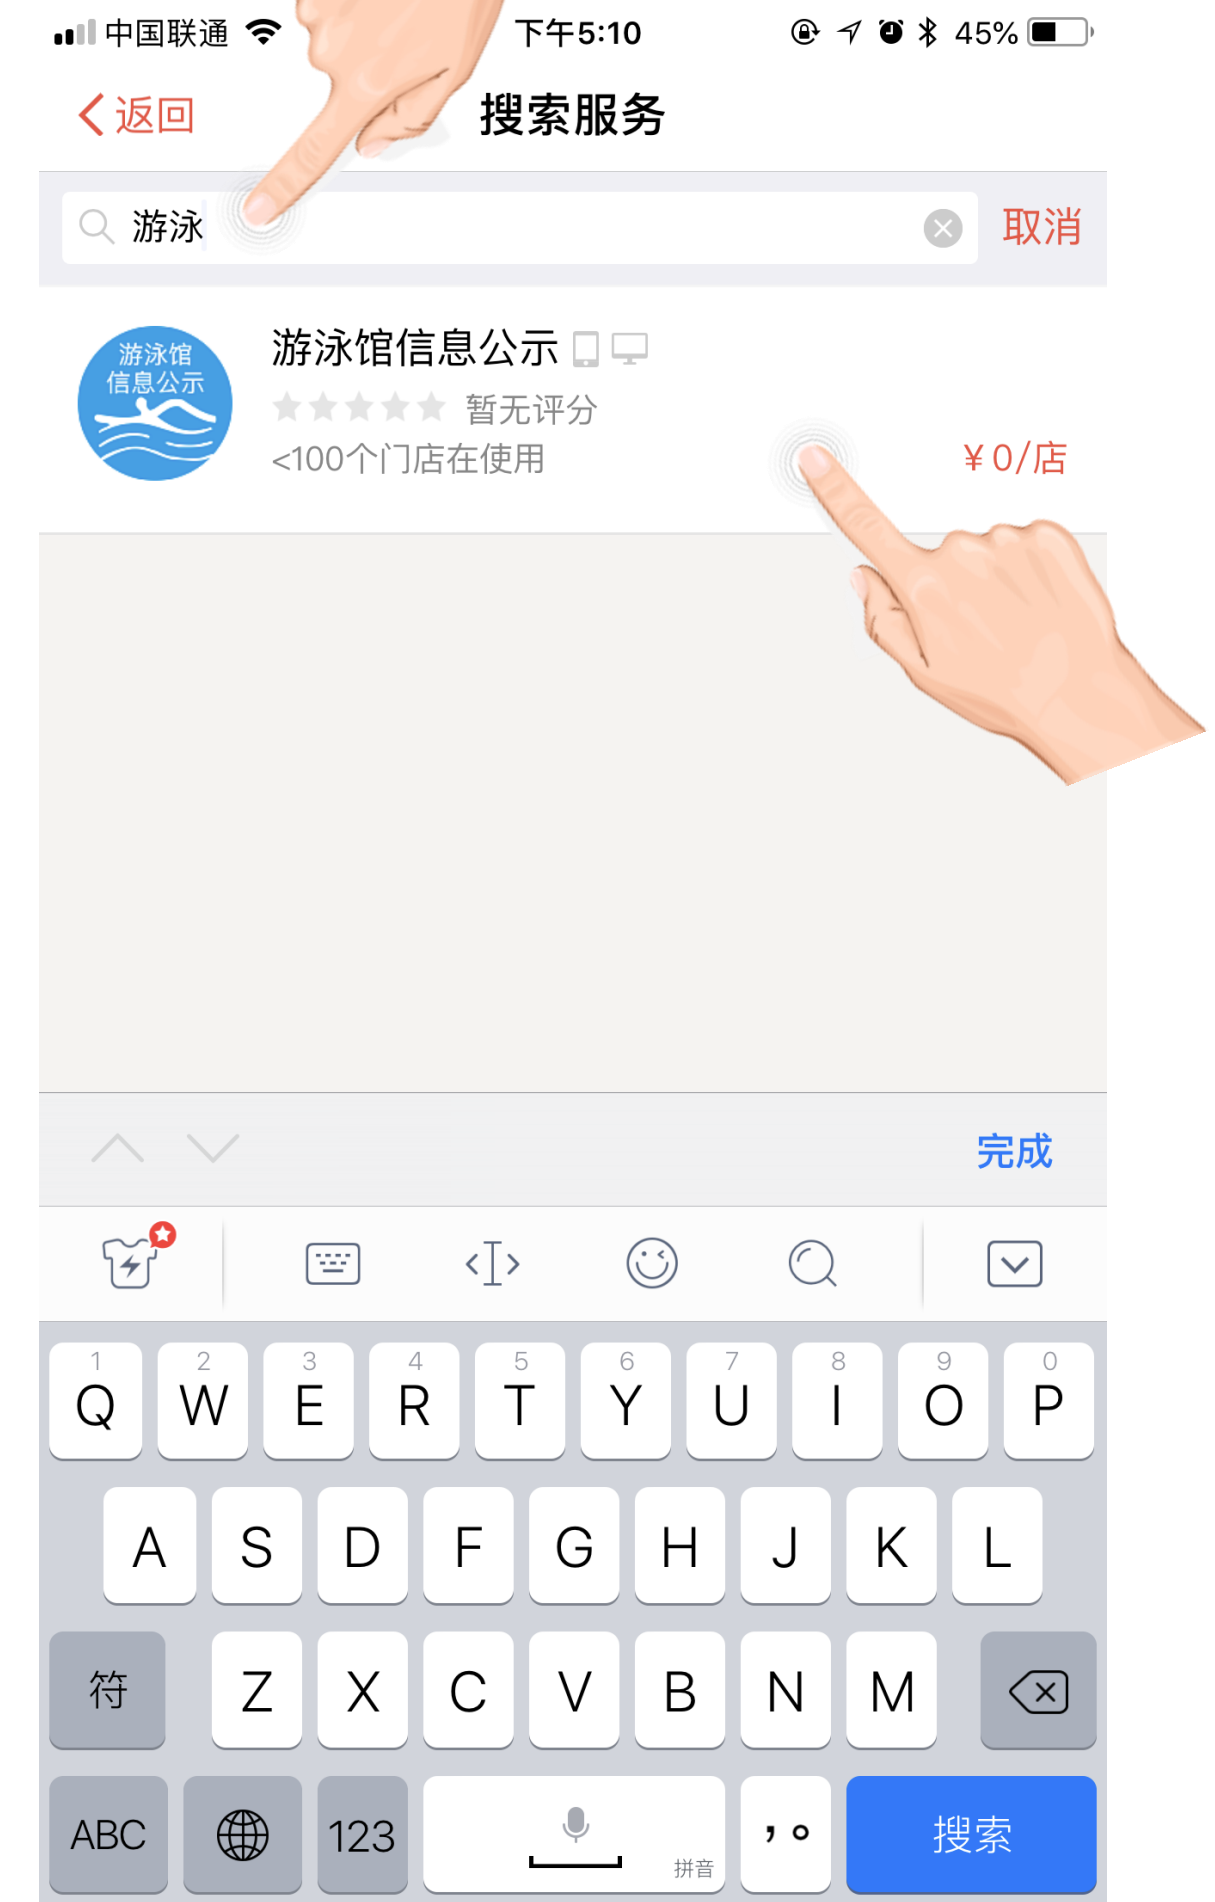 中国联通 下午5:10 45%
返回 搜索服务
游泳 取消
游泳馆
信息公示
游泳馆信息公示
暂无评分
<100个门店在使用 ¥0/店
完成
1 2 3 4 5 6 7 8 9 0
Q W E R T Y U I O P
A S D F G H J K L
符 Z X C V B N M
ABC 123 拼音 ,。 搜索